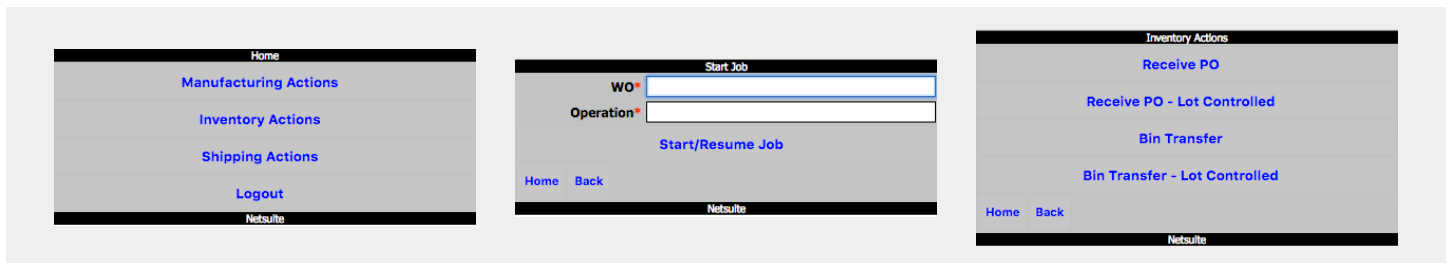 Home
Manufacturing Actions
Inventory Actions
Shipping Actions
Logout
Netsuite
Start Job
WO*
Operation*
Start/Resume Job
Home Back
Netsuite
Inventory Actions
Receive PO
Receive PO - Lot Controlled
Bin Transfer
Bin Transfer - Lot Controlled
Home Back
Netsuite